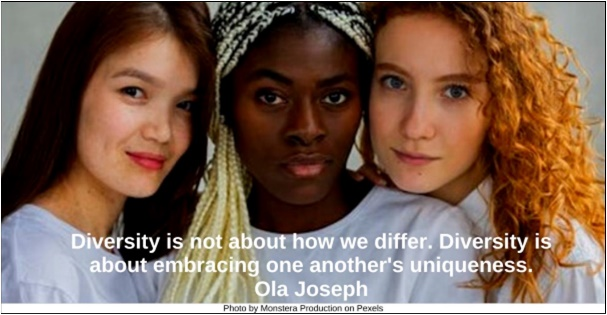 Diversity is not about how we differ. Diversity is
about embracing one another's uniqueness.
Ola Joseph
Photo by Monstera Production on Pexels